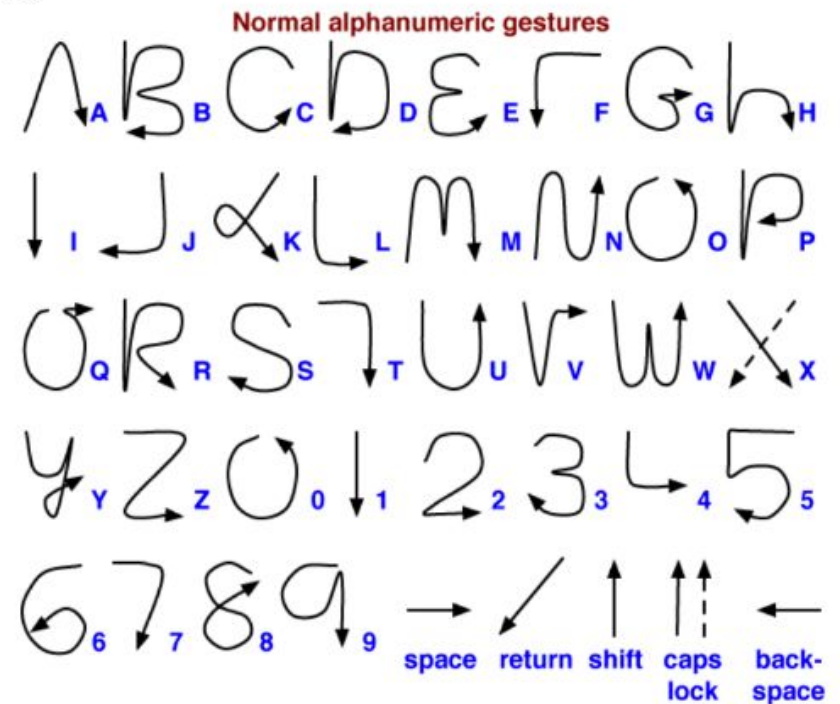 Normal alphanumeric gestures
A B C D E F G H
I J K L M N O P
Q R S T U V W X
Y Z 0 1 2 3 4 5
6 7 8 9 space return shift caps lock back-space